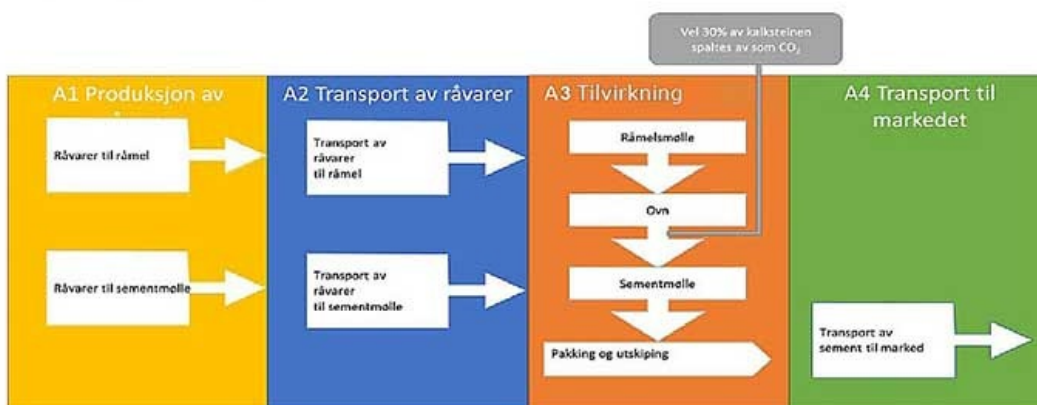 Vel 30% av kalksteinen
spaltes av som CO₂
A1 Produksjon av
Råvarer til råmel
Råvarer til sementmølle
A2 Transport av råvarer
Transport av
råvarer
til råmel
Transport av
råvarer
til sementmølle
A3 Tilvirkning
Råmelsmølle
Ovn
Sementmølle
Pakking og utskiping
A4 Transport til
markedet
Transport av
sement til marked